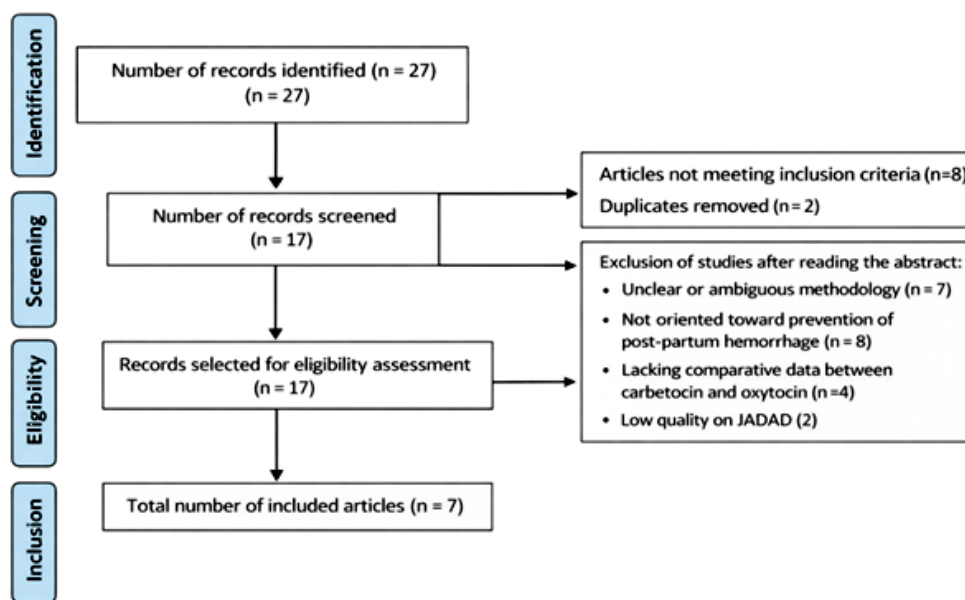 Identification
Number of records identified (n = 27)
(n = 27)
Screening
Number of records screened
(n = 17)
Articles not meeting inclusion criteria (n=8)
Duplicates removed (n = 2)
Exclusion of studies after reading the abstract:
• Unclear or ambiguous methodology (n = 7)
• Not oriented toward prevention of
post-partum hemorrhage (n = 8)
• Lacking comparative data between
carbetocin and oxytocin (n =4)
• Low quality on JADAD (2)
Eligibility
Records selected for eligibility assessment
(n = 17)
Inclusion
Total number of included articles (n = 7)